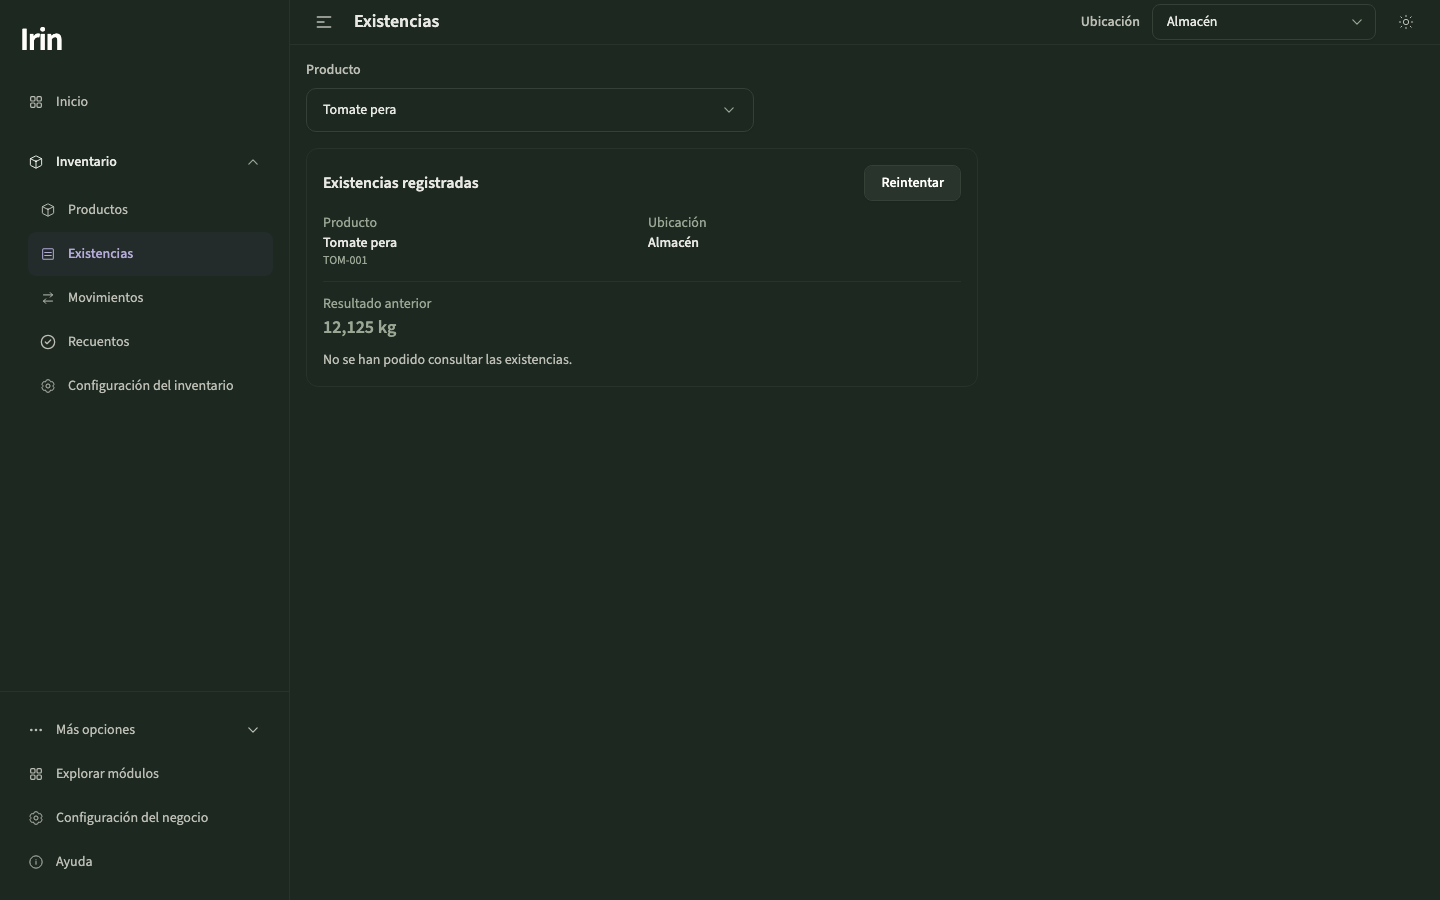 Irin
Inicio
Inventario
Productos
Existencias
Movimientos
Recuentos
Configuración del inventario
Más opciones
Explorar módulos
Configuración del negocio
Ayuda
Existencias
Ubicación
Almacén
Producto
Tomate pera
Existencias registradas
Reintentar
Producto
Tomate pera
TOM-001
Ubicación
Almacén
Resultado anterior
12,125 kg
No se han podido consultar las existencias.